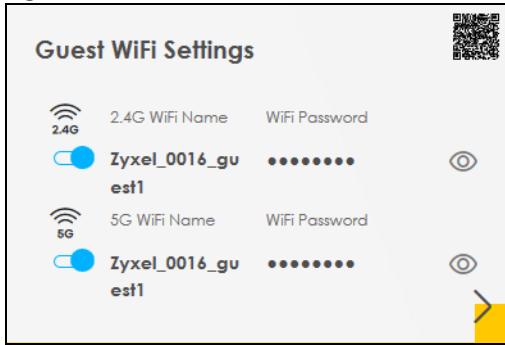 Guest WiFi Settings
2.4G
2.4G WiFi Name WiFi Password
Zyxel_0016_gu ••••••••
est1
5G
5G WiFi Name WiFi Password
Zyxel_0016_gu ••••••••
est1